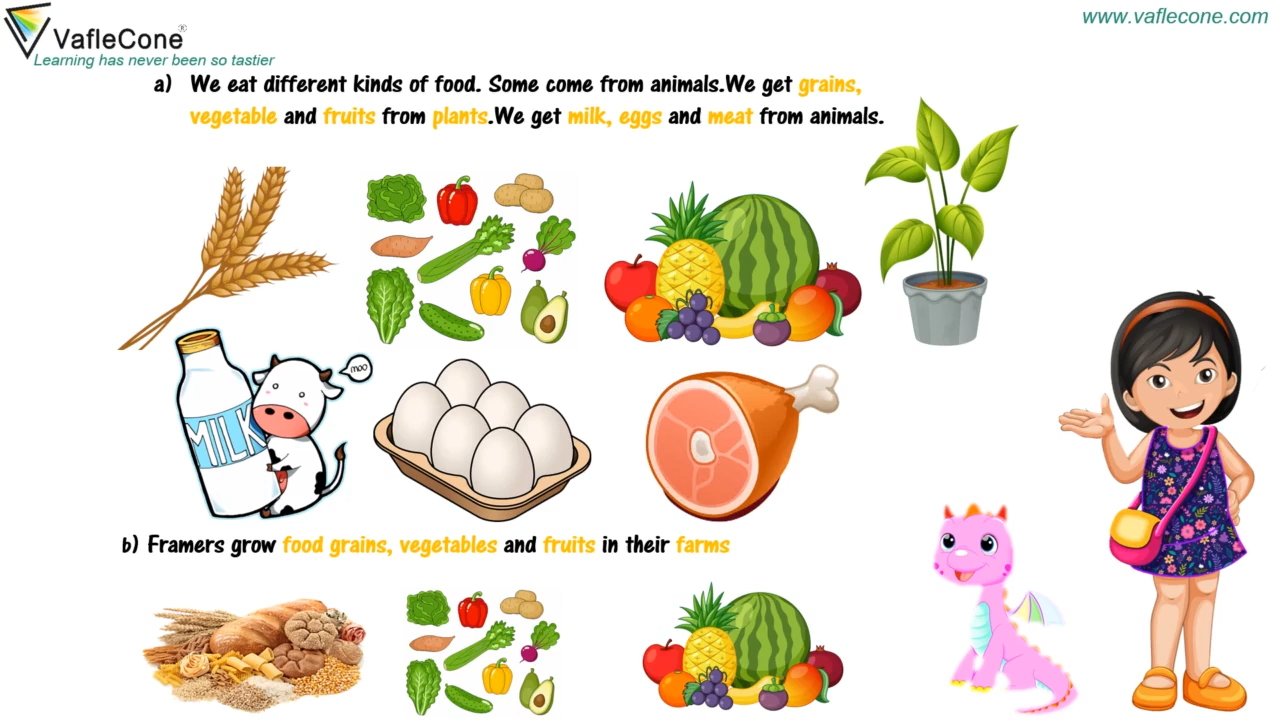 www.vaflecone.com
VafleCone®
Learning has never been so tastier
a) We eat different kinds of food. Some come from animals.We get grains,
vegetable and fruits from plants.We get milk, eggs and meat from animals.
MOO
MILK
b) Framers grow food grains, vegetables and fruits in their farms